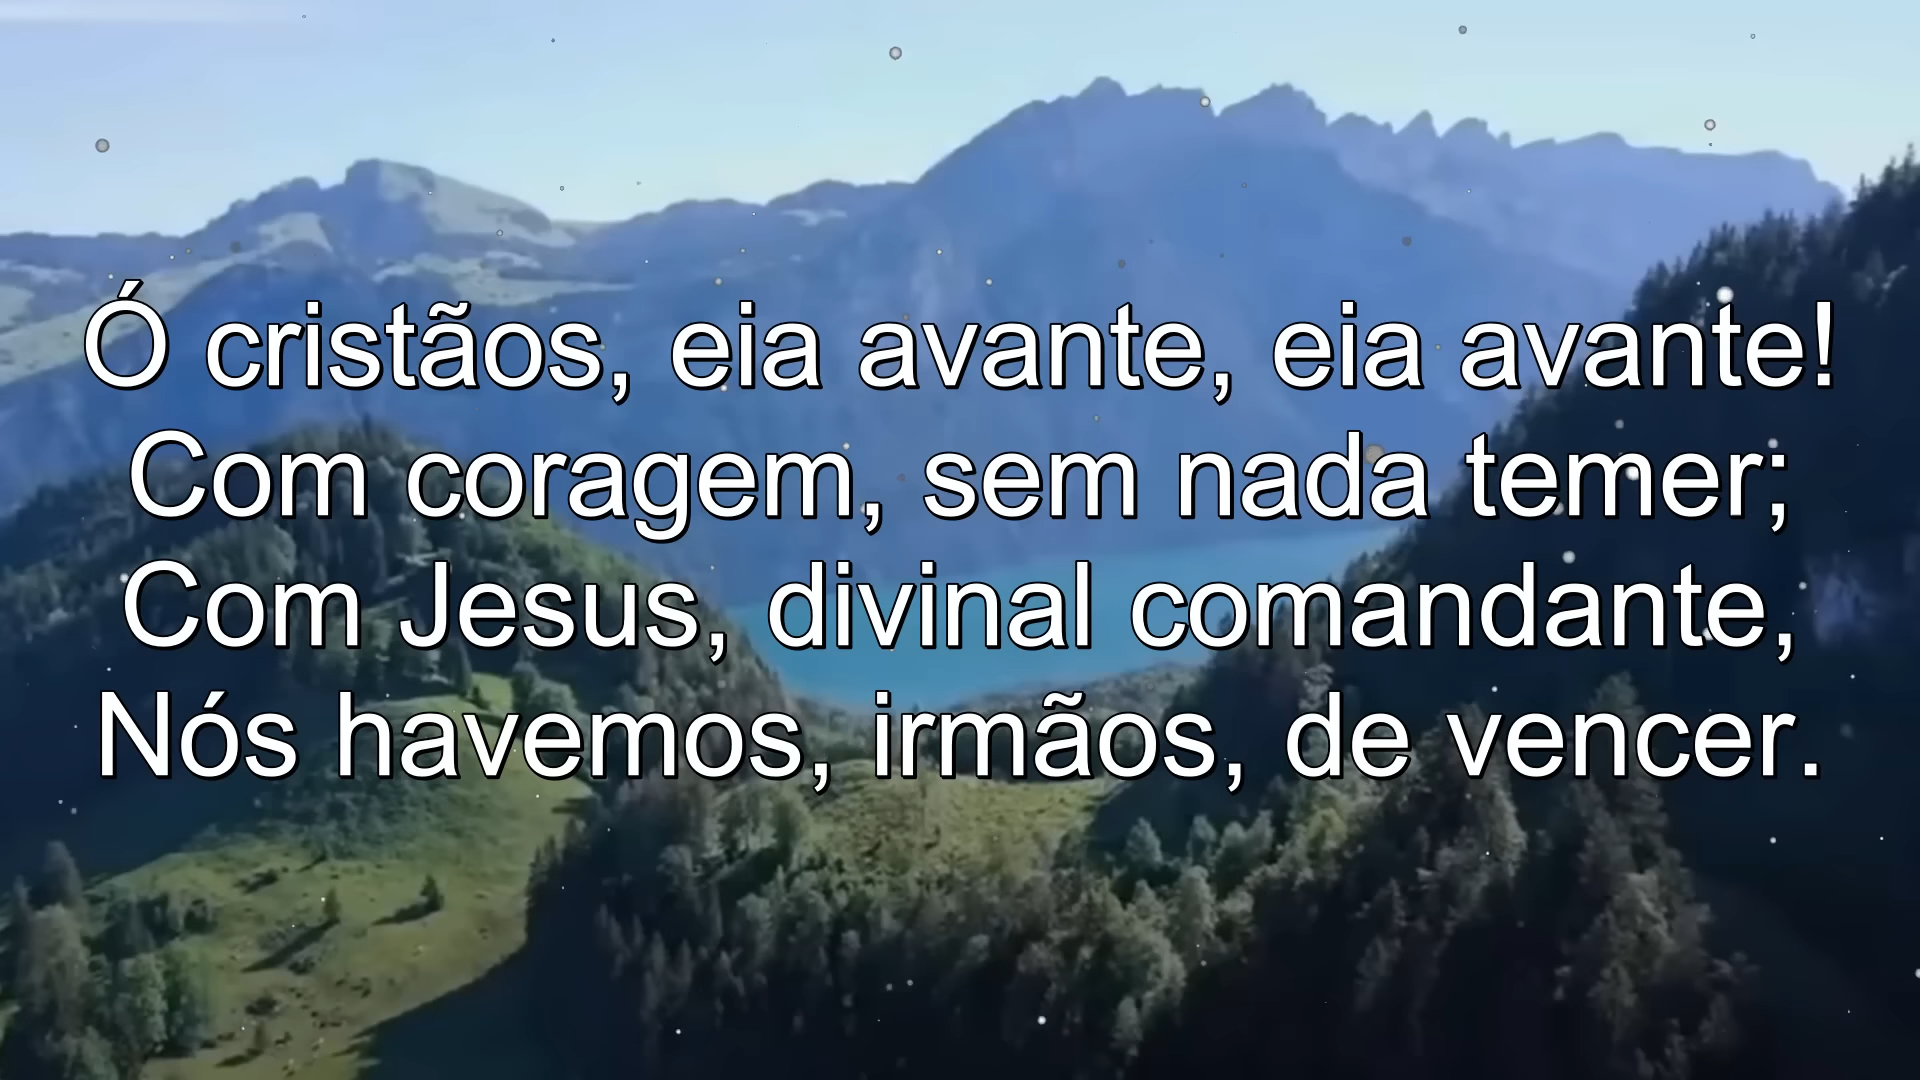 Ó cristãos, eia avante, eia avante!
Com coragem, sem nada temer;
Com Jesus, divinal comandante,
Nós havemos, irmãos, de vencer.